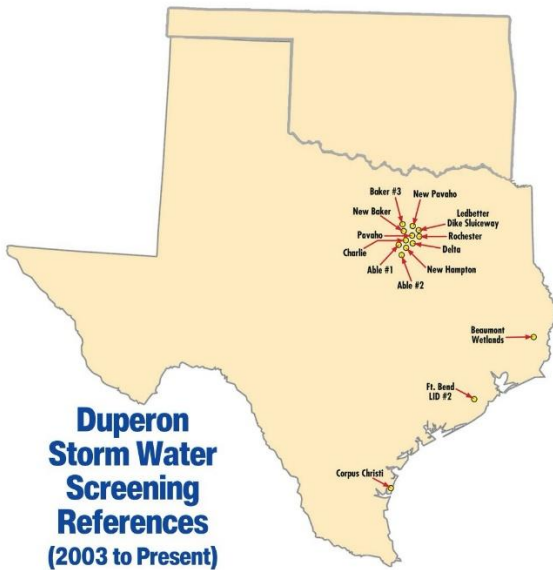 Baker #3
New Pavaho
New Baker
Ledbetter
Dike Sluiceway
Pavaho
Rochester
Charlie
Delta
Able #1
New Hampton
Able #2
Beaumont
Wetlands
Ft. Bend
LID #2
Corpus Christi
Duperon
Storm Water
Screening
References
(2003 to Present)